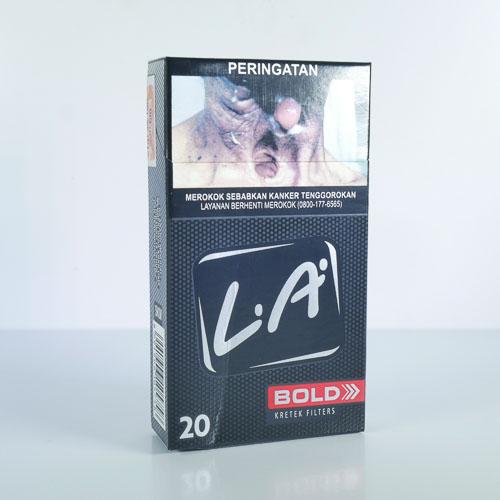 PERINGATAN
MEROKOK SEBABKAN KANKER TENGGOROKAN
LAYANAN BERHENTI MEROKOK (0800-177-6565)
L.A.
BOLD
KRETEK FILTERS
20